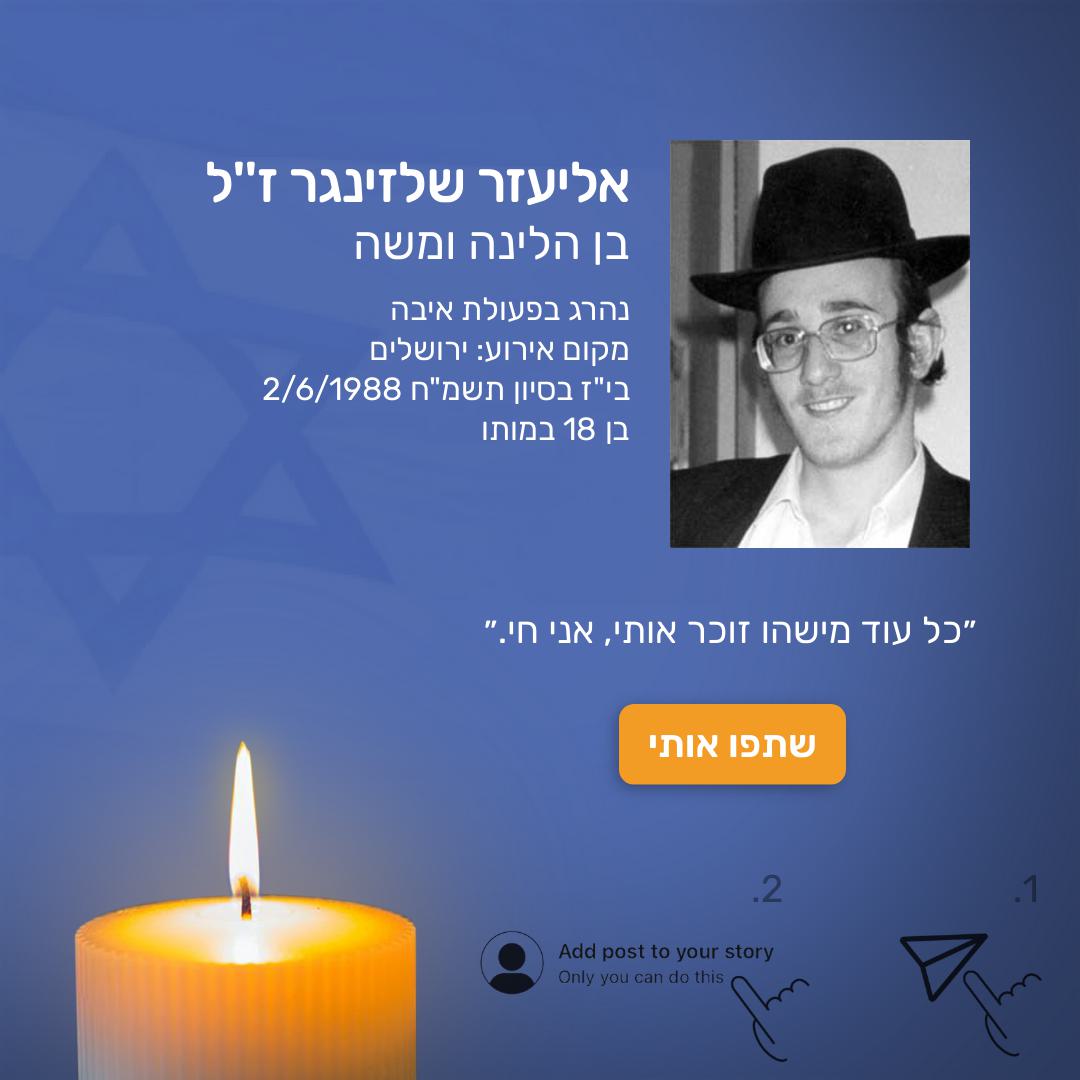 אליעזר שלזינגר ז"ל
בן הלינה ומשה
נהרג בפעולת איבה
מקום אירוע: ירושלים
בי"ז בסיון תשמ"ח 2/6/1988
בן 18 במותו
״כל עוד מישהו זוכר אותי, אני חי.״
שתפו אותי
.1
.2
Add post to your story
Only you can do this